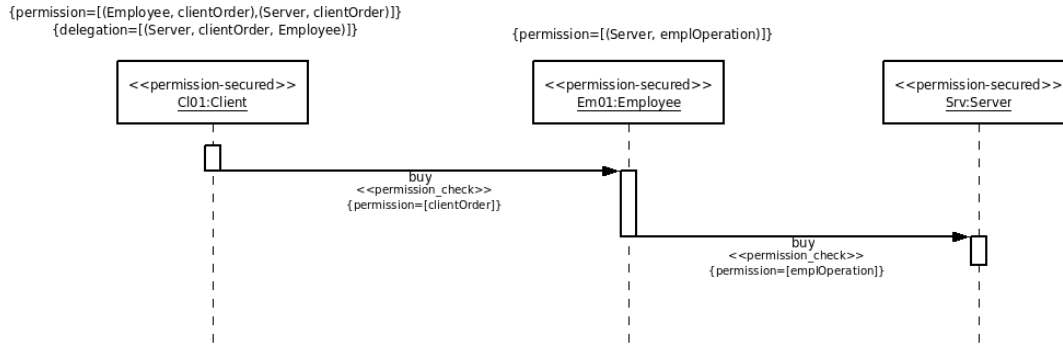 {permission=[(Employee, clientOrder),(Server, clientOrder)]}
{delegation=[(Server, clientOrder, Employee)]}
{permission=[(Server, emplOperation)]}
<<permission-secured>>
Cl01:Client
<<permission-secured>>
Em01:Employee
<<permission-secured>>
Srv:Server
buy
<<permission_check>>
{permission=[clientOrder]}
buy
<<permission_check>>
{permission=[emplOperation]}